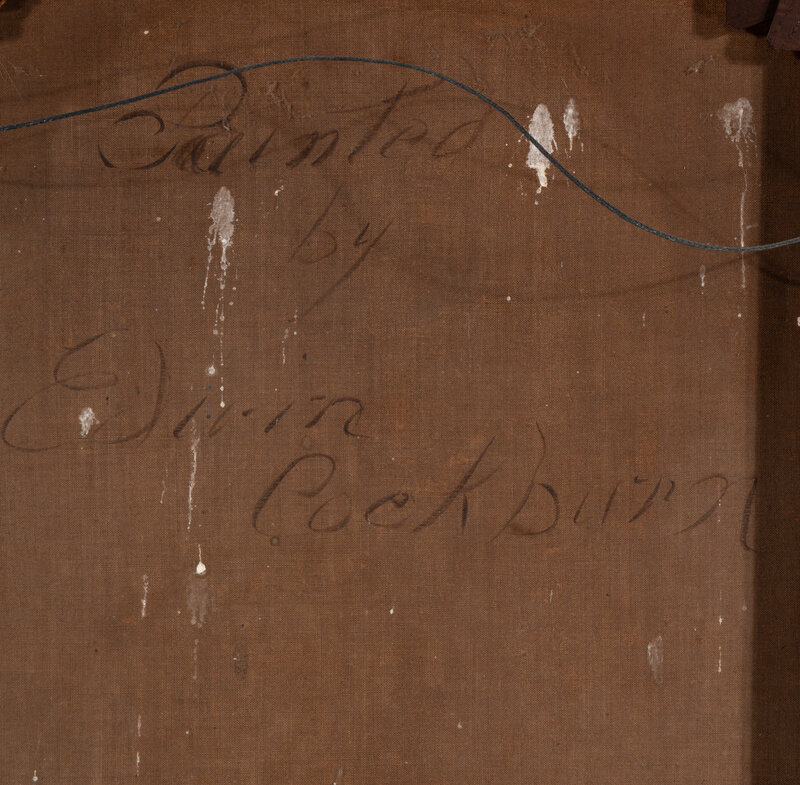 Painted
by
Edwin
Cockburn